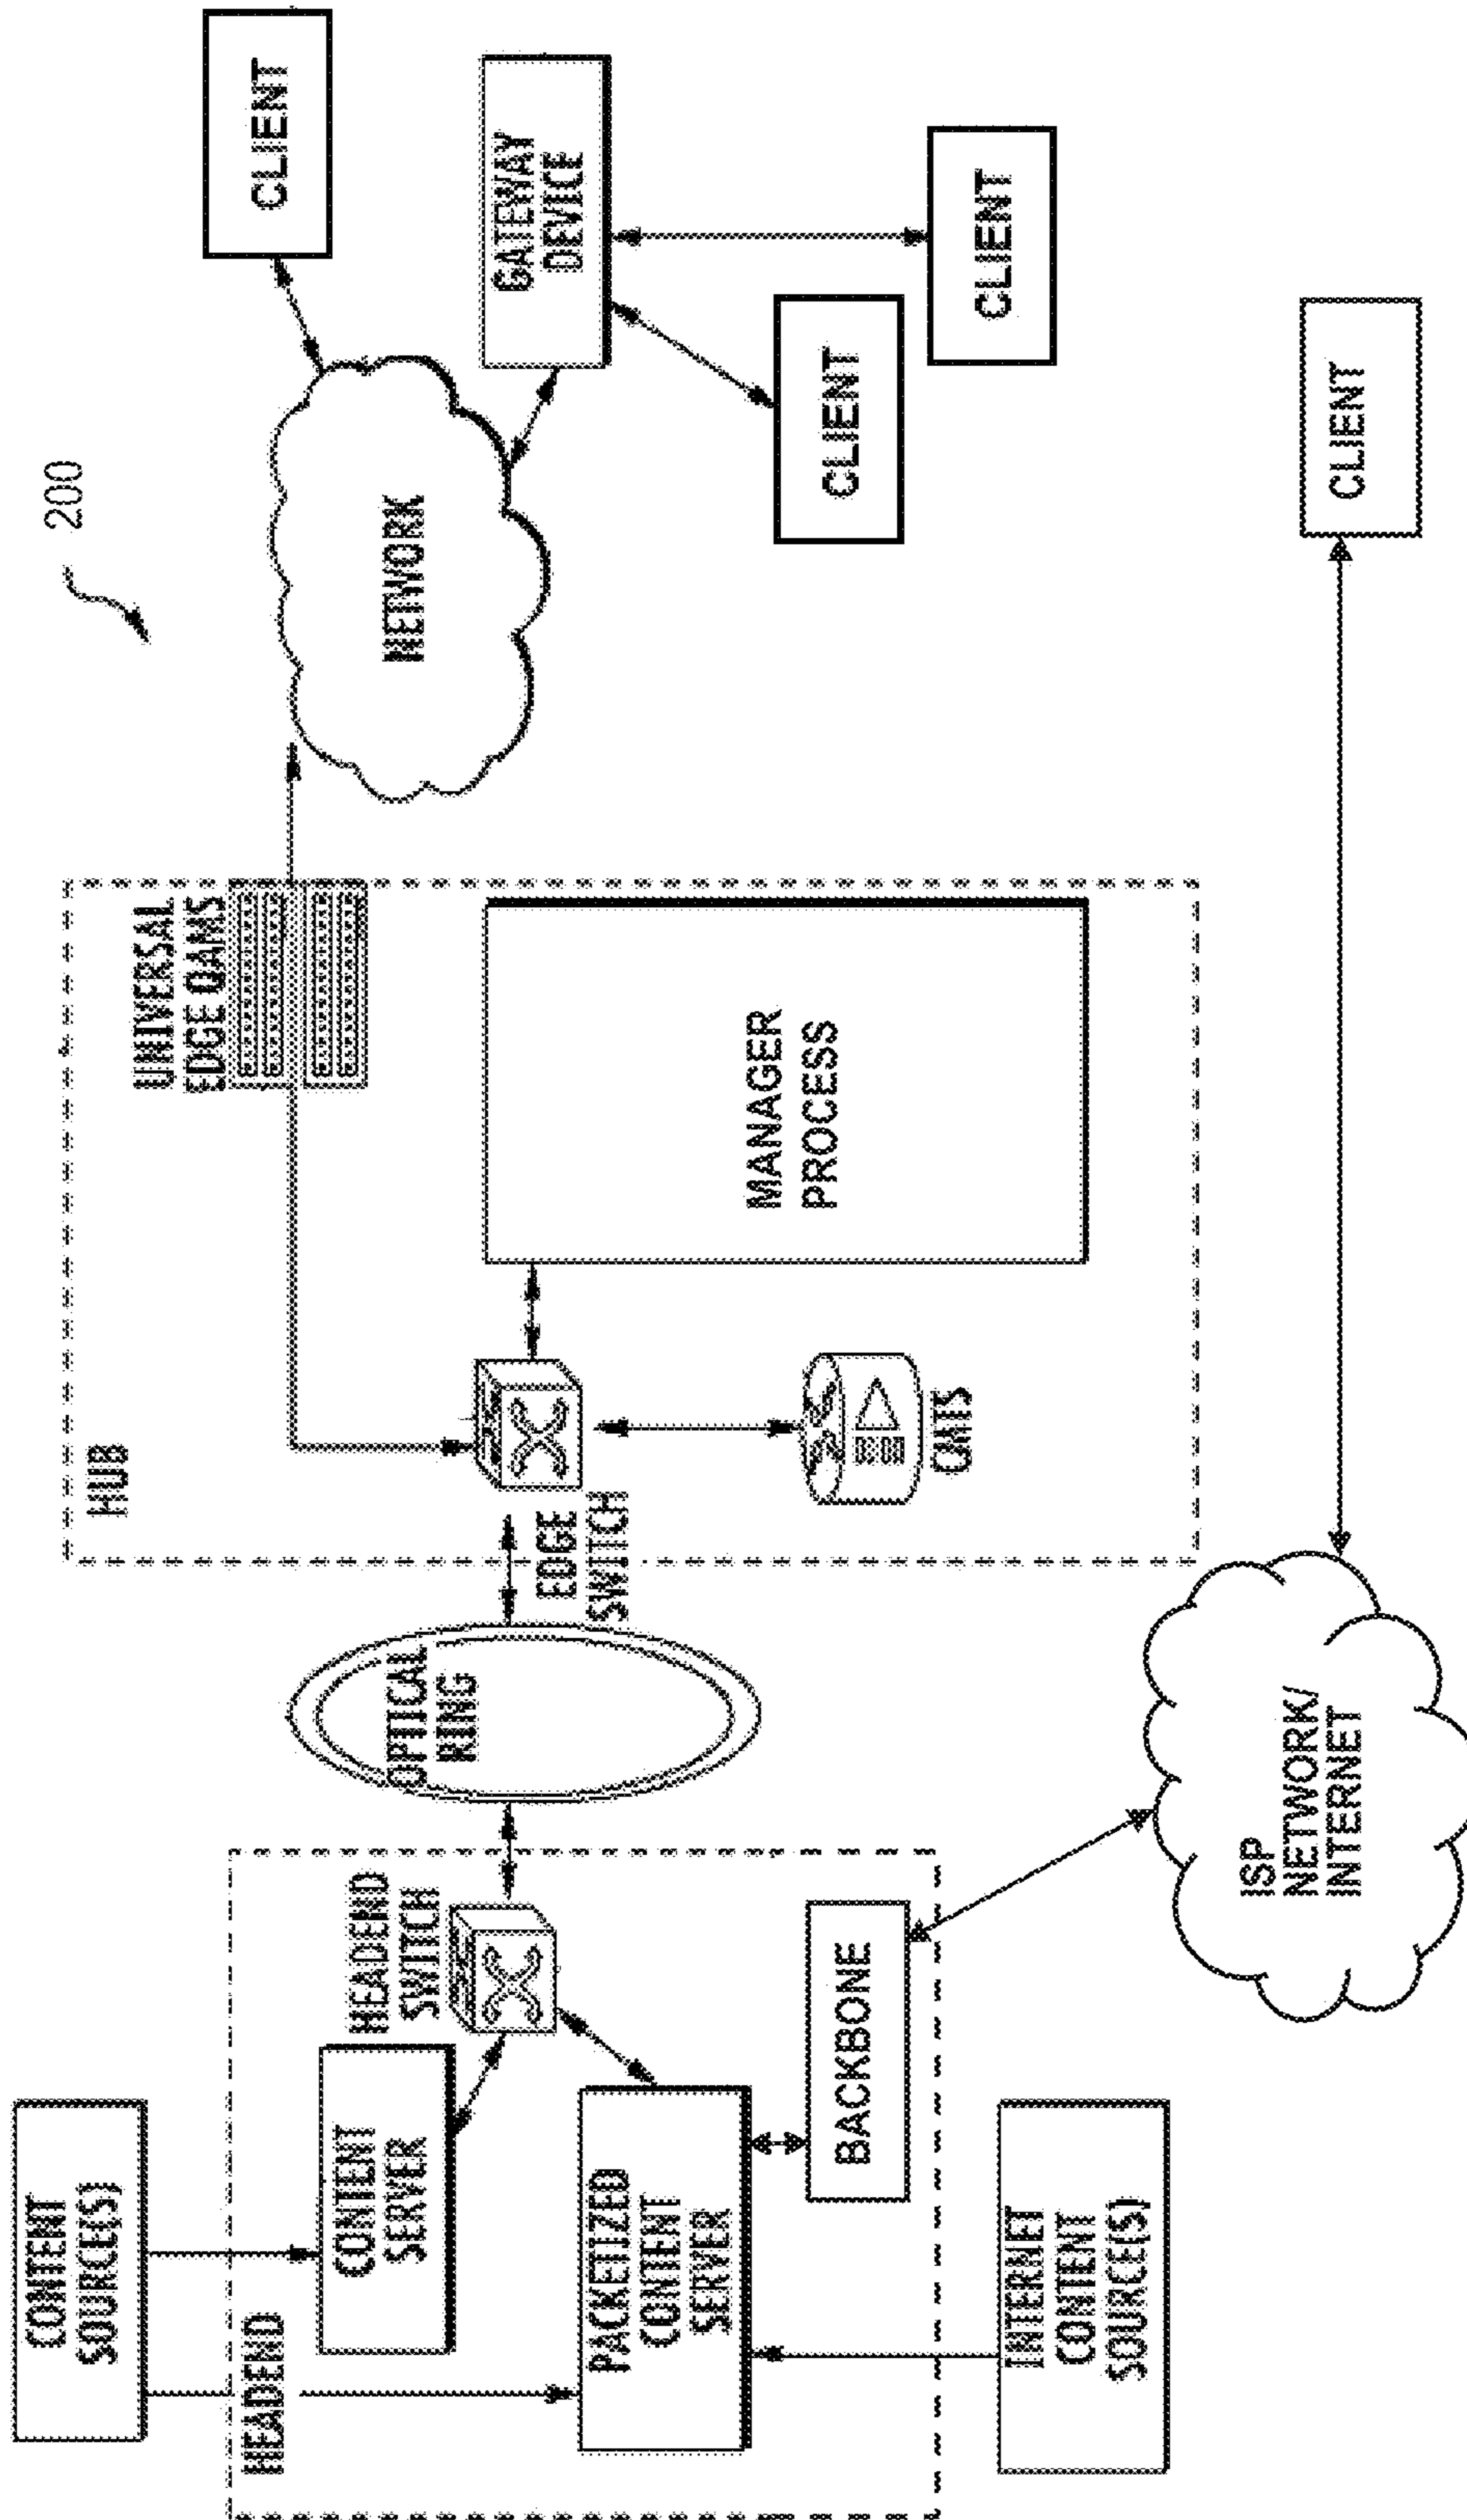 200
CONTENT
SOURCE(S)
HEADEND
CONTENT
SERVER
HEADEND
SWITCH
PACKETIZED
CONTENT
SERVER
BACKBONE
INTERNET
CONTENT
SOURCE(S)
OPTICAL
RING
HUB
EDGE
SWITCH
UNIVERSAL
EDGE QAMS
MANAGER
PROCESS
CMTS
NETWORK
CLIENT
GATEWAY
DEVICE
CLIENT
CLIENT
ISP
NETWORK/
INTERNET
CLIENT